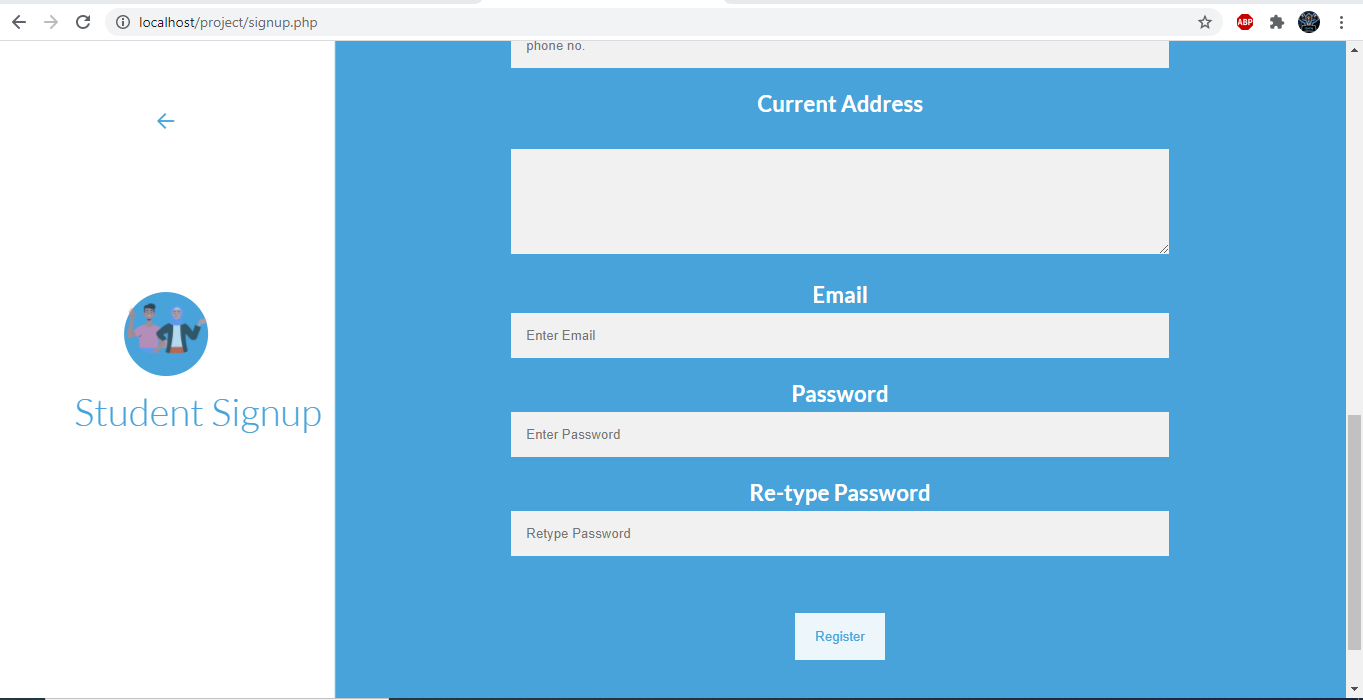 localhost/project/signup.php
ABP
phone no.
Current Address
Student Signup
Email
Enter Email
Password
Enter Password
Re-type Password
Retype Password
Register